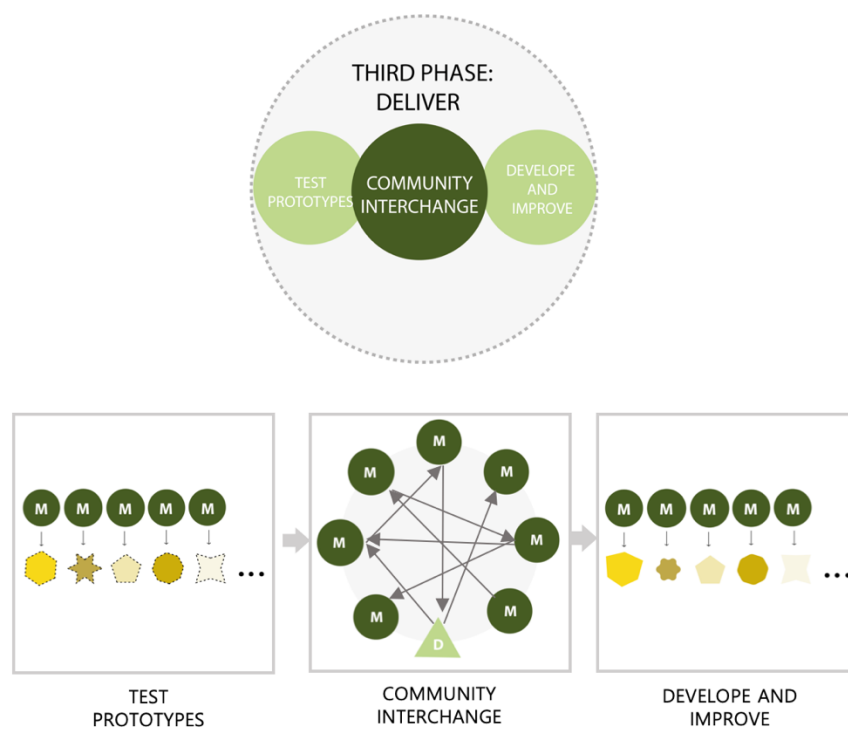 THIRD PHASE:
DELIVER
TEST
PROTOTYPES
COMMUNITY
INTERCHANGE
DEVELOPE
AND
IMPROVE
M M M M M
...
M
M M
M M
M M
D
M M M M M
...
TEST
PROTOTYPES
COMMUNITY
INTERCHANGE
DEVELOPE AND
IMPROVE